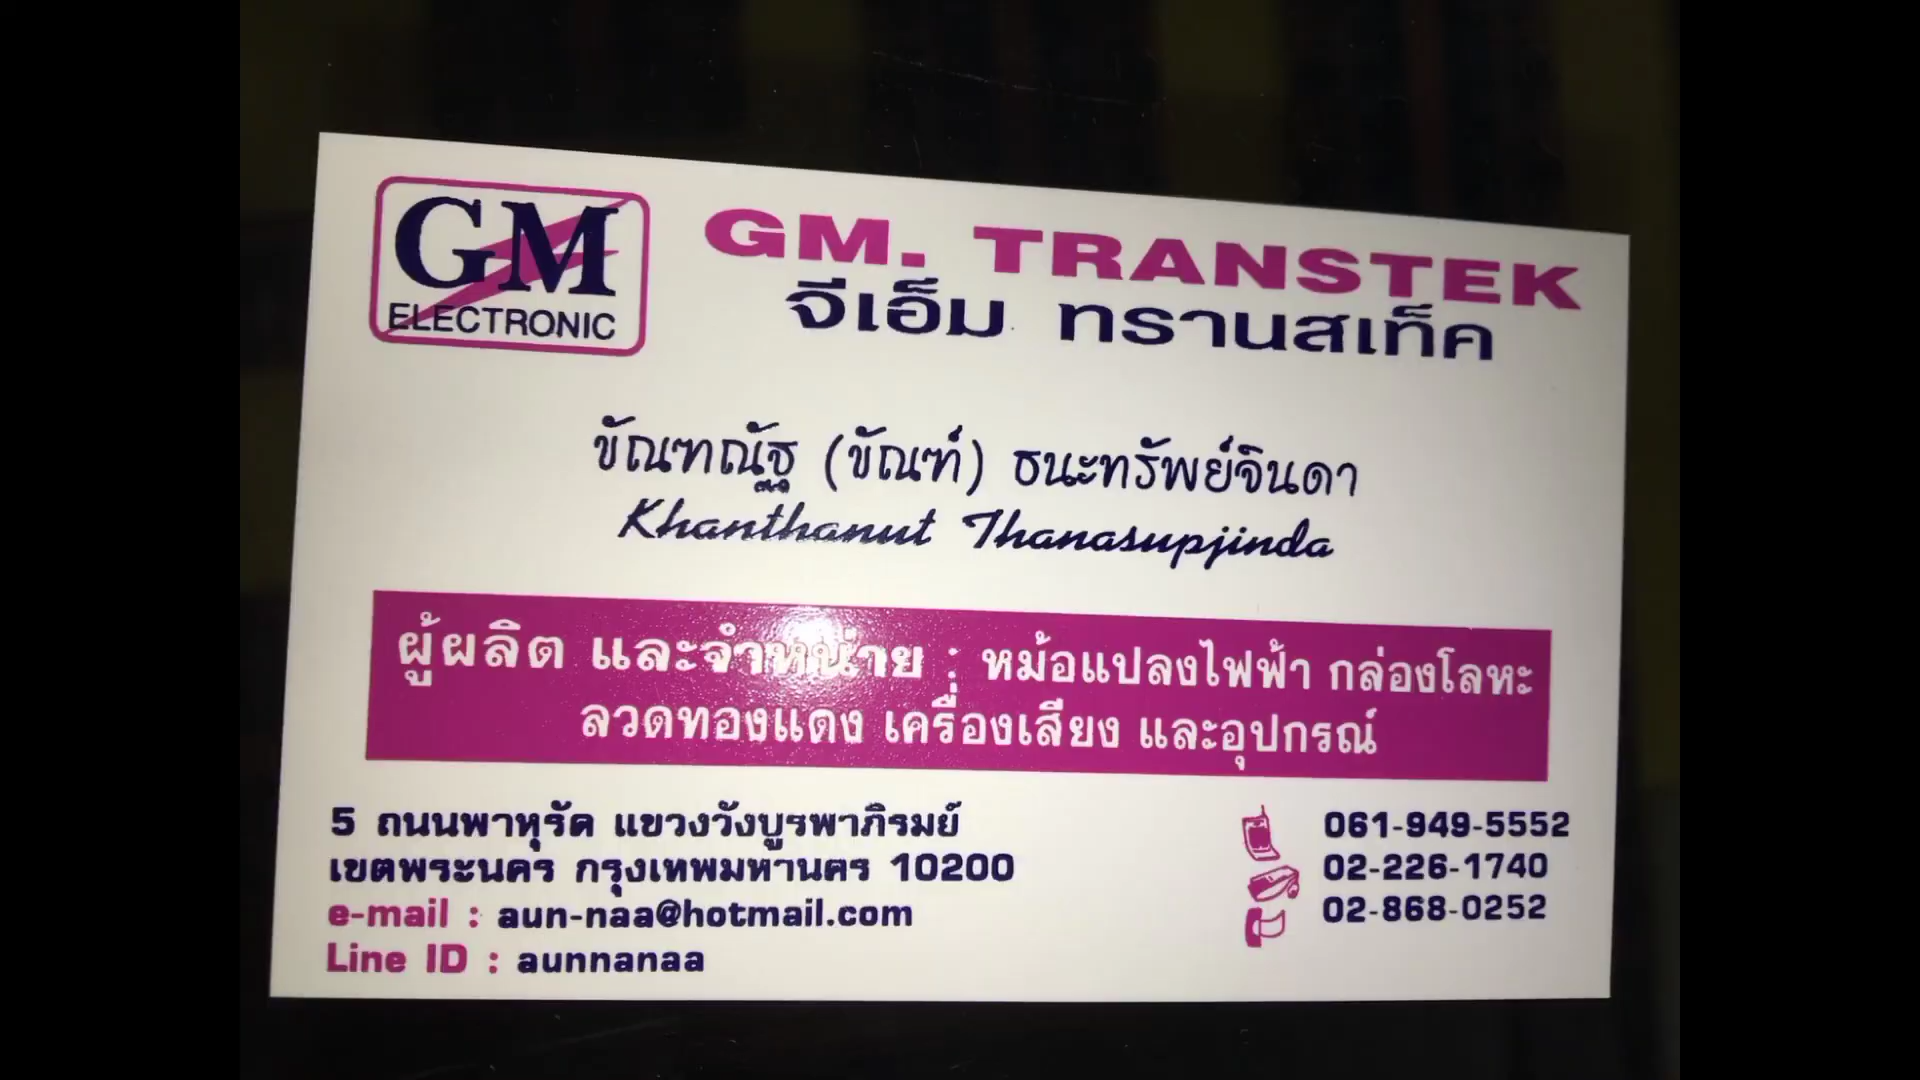 GM
ELECTRONIC
GM. TRANSTEK
จีเอ็ม ทรานสเท็ค
ขัณฑณัฐ (ขัณฑ์) ธนะทรัพย์จินดา
Khanthanut Thanasupjinda
ผู้ผลิต และจำหน่าย : หม้อแปลงไฟฟ้า กล่องโลหะ
ลวดทองแดง เครื่องเสียง และอุปกรณ์
5 ถนนพาหุรัด แขวงวังบูรพาภิรมย์
เขตพระนคร กรุงเทพมหานคร 10200
e-mail : aun-naa@hotmail.com
Line ID : aunnanaa
061-949-5552
02-226-1740
02-868-0252